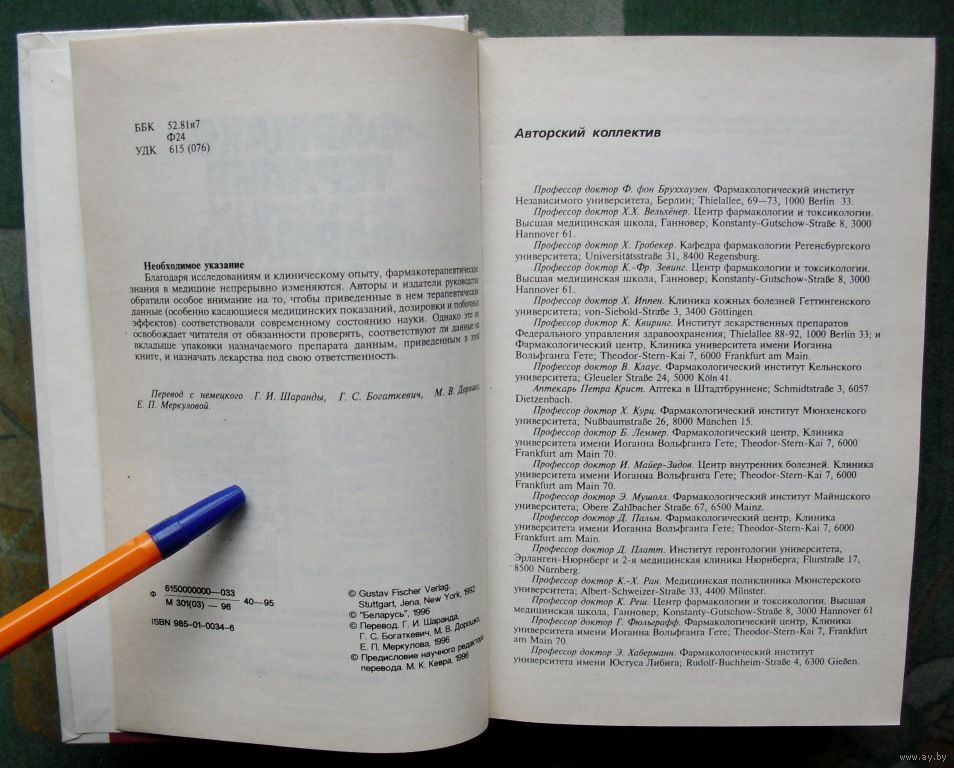 ББК 52.81я7
Ф24
УДК 615 (076)
Необходимое указание
Благодаря исследованиям и клиническому опыту, фармакотерапевтические
знания в медицине непрерывно изменяются. Авторы и издатели руководства
обратили особое внимание на то, чтобы приведенные в нем терапевтические
данные (особенно касающиеся медицинских показаний, дозировки и побочных
эффектов) соответствовали современному состоянию науки. Однако это не
освобождает читателя от обязанности проверять, соответствуют ли данные на
вкладыше упаковки назначаемого препарата данным, приведенным в этой
книге, и назначать лекарства под свою ответственность.
Перевод с немецкого Г. И. Шаранды, Г. С. Богаткевич, М. В. Дорошко,
Е. П. Меркуловой.
Ф 6150000000—033
М 301(03) — 96
40—95
ISBN 985-01-0034-6
© Gustav Fischer Verlag.
Stuttgart, Jena, New York, 1992
© "Беларусь", 1996
© Перевод. Г. И. Шаранда,
Г. С. Богаткевич, М. В. Дорошко,
Е. П. Меркулова, 1996
© Предисловие научного редактора
перевода. М. К. Кевра, 1996
Авторский коллектив
Профессор доктор Ф. фон Бруххаузен. Фармакологический институт
Независимого университета, Берлин; Thielallee, 69—73, 1000 Berlin 33.
Профессор доктор Х.Х. Вельхёнер. Центр фармакологии и токсикологии.
Высшая медицинская школа, Ганновер; Konstanty-Gutschow-Straße 8, 3000
Hannover 61.
Профессор доктор Х. Гробекер. Кафедра фармакологии Регенсбургского
университета; Universitätsstraße 31, 8400 Regensburg.
Профессор доктор К.-Фр. Зевинг. Центр фармакологии и токсикологии.
Высшая медицинская школа, Ганновер; Konstanty-Gutschow-Straße 8, 3000
Hannover 61.
Профессор доктор Х. Иппен. Клиника кожных болезней Геттингенского
университета; von-Siebold-Straße 3, 3400 Göttingen.
Профессор доктор К. Квиринг. Институт лекарственных препаратов
Федерального управления здравоохранения; Thielallee 88-92, 1000 Berlin 33; и
Фармакологический центр, Клиника университета имени Иоганна
Вольфганга Гете; Theodor-Stern-Kai 7, 6000 Frankfurt am Main.
Профессор доктор В. Клаус. Фармакологический институт Кельнского
университета; Gleueler Straße 24, 5000 Köln 41.
Аптекарь Петра Крист. Аптека в Штадтбруннене; Schmidtstraße 3, 6057
Dietzenbach.
Профессор доктор Х. Курц. Фармакологический институт Мюнхенского
университета; Nußbaumstraße 26, 8000 München 15.
Профессор доктор Б. Леммер. Фармакологический центр, Клиника
университета имени Иоганна Вольфганга Гете; Theodor-Stern-Kai 7, 6000
Frankfurt am Main 70.
Профессор доктор И. Майер-Зидов. Центр внутренних болезней. Клиника
университета имени Иоганна Вольфганга Гете; Theodor-Stern-Kai 7, 6000
Frankfurt am Main 70.
Профессор доктор Э. Мушолл. Фармакологический институт Майнцского
университета; Obere Zahlbacher Straße 67, 6500 Mainz.
Профессор доктор Д. Пальм. Фармакологический центр, Клиника
университета имени Иоганна Вольфганга Гете; Theodor-Stern-Kai 7, 6000
Frankfurt am Main.
Профессор доктор Д. Платт. Институт геронтологии университета,
Эрланген-Нюрнберг и 2-я медицинская клиника Нюрнберга; Flurstraße 17,
8500 Nürnberg.
Профессор доктор К.-Х. Ран. Медицинская поликлиника Мюнстерского
университета; Albert-Schweizer-Straße 33, 4400 Münster.
Профессор доктор К. Реш. Центр фармакологии и токсикологии. Высшая
медицинская школа, Ганновер; Konstanty-Gutschow-Straße 8, 3000 Hannover 61
Профессор доктор Г. Фюльграфф. Фармакологический центр, Клиника
университета имени Иоганна Вольфганга Гете; Theodor-Stern-Kai 7, Frankfurt
am Main 70.
Профессор доктор Э. Хаберманн. Фармакологический институт
университета имени Юстуса Либига; Rudolf-Buchheim-Straße 4, 6300 Gießen.
www.ay.by